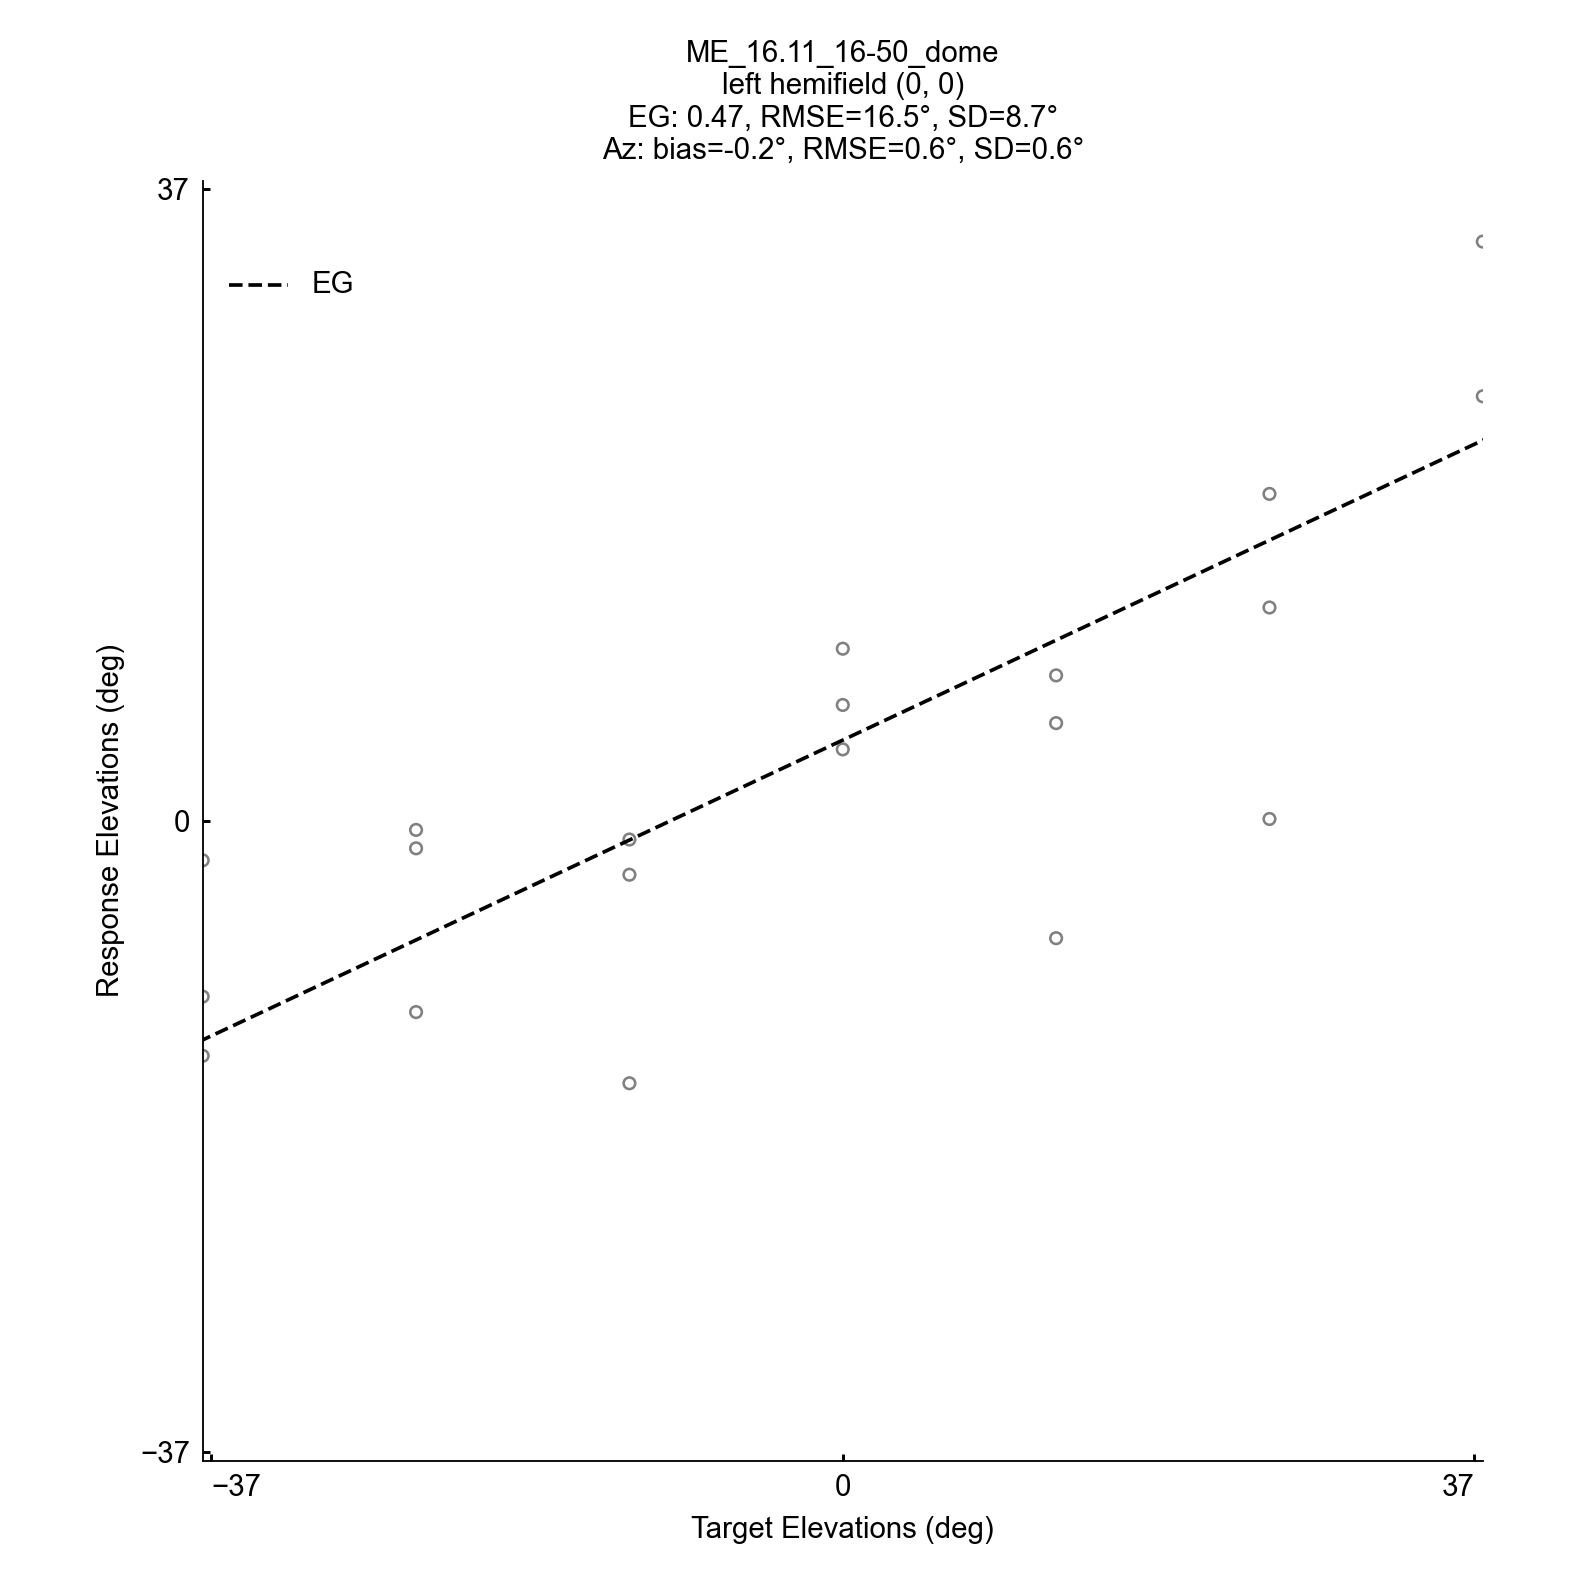 ME_16.11_16-50_dome
left hemifield (0, 0)
EG: 0.47, RMSE=16.5°, SD=8.7°
Az: bias=-0.2°, RMSE=0.6°, SD=0.6°
37
EG
Response Elevations (deg)
0
−37
−37 0 37
Target Elevations (deg)